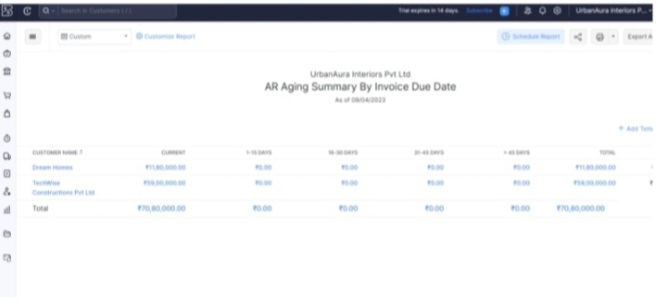 Search in Customers ( / )
Trial expires in 14 days. Subscribe UrbanAura Interiors P...
Custom Customize Report Schedule Report Export A
UrbanAura Interiors Pvt Ltd
AR Aging Summary By Invoice Due Date
As of 09/04/2023
+ Add Tem
CUSTOMER NAME CURRENT 1-15 DAYS 16-30 DAYS 31-45 DAYS > 45 DAYS TOTAL
Dream Homes ₹11,80,000.00 ₹0.00 ₹0.00 ₹0.00 ₹0.00 ₹11,80,000.00
TechWise ₹59,00,000.00 ₹0.00 ₹0.00 ₹0.00 ₹0.00 ₹59,00,000.00
Constructions Pvt Ltd
Total ₹70,80,000.00 ₹0.00 ₹0.00 ₹0.00 ₹0.00 ₹70,80,000.00